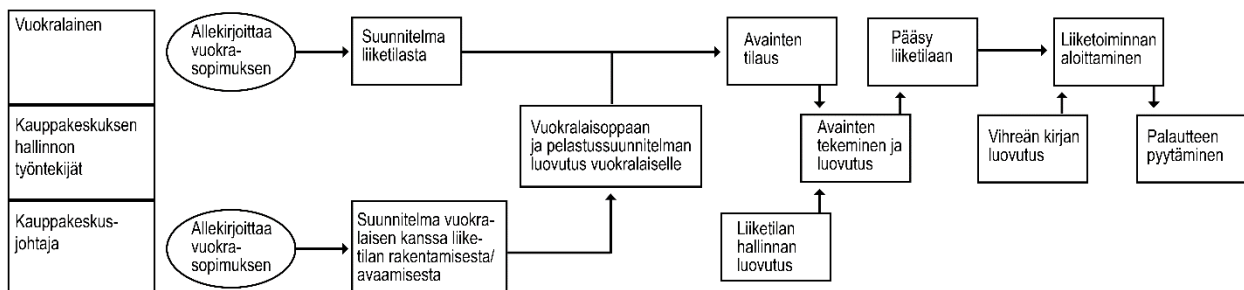 Vuokralainen
Allekirjoittaa
vuokra-
sopimuksen
Suunnitelma
liiketilasta
Avainten
tilaus
Pääsy
liiketilaan
Liiketoiminnan
aloittaminen
Kauppakeskuksen
hallinnon
työntekijät
Vuokralaisoppaan
ja pelastussuunnitelman
luovutus vuokralaiselle
Avainten
tekeminen ja
luovutus
Vihreän kirjan
luovutus
Palautteen
pyytäminen
Kauppakeskus-
johtaja
Allekirjoittaa
vuokra-
sopimuksen
Suunnitelma vuokra-
laisen kanssa liike-
tilan rakentamisesta/
avaamisesta
Liiketilan
hallinnan
luovutus